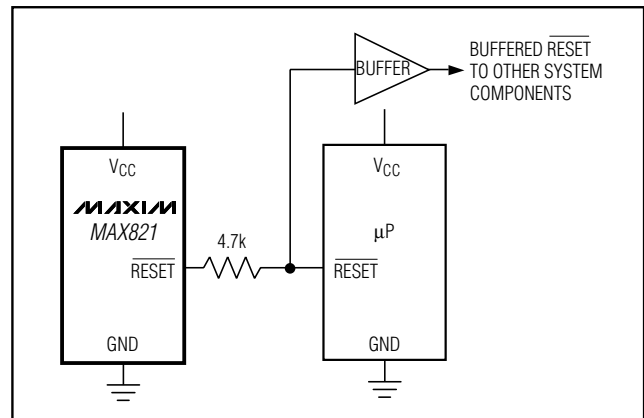 BUFFERED RESET
TO OTHER SYSTEM
COMPONENTS
BUFFER
VCC
VCC
MAXIM
MAX821
4.7k
μP
RESET
RESET
GND
GND